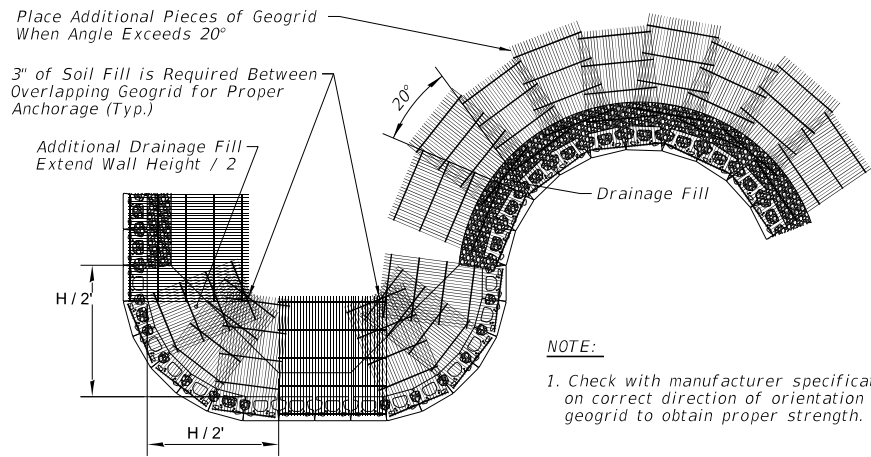 Place Additional Pieces of Geogrid
When Angle Exceeds 20°
3" of Soil Fill is Required Between
Overlapping Geogrid for Proper
Anchorage (Typ.)
Additional Drainage Fill
Extend Wall Height / 2
20°
Drainage Fill
H / 2'
H / 2'
NOTE:
1. Check with manufacturer specificat
on correct direction of orientation
geogrid to obtain proper strength.